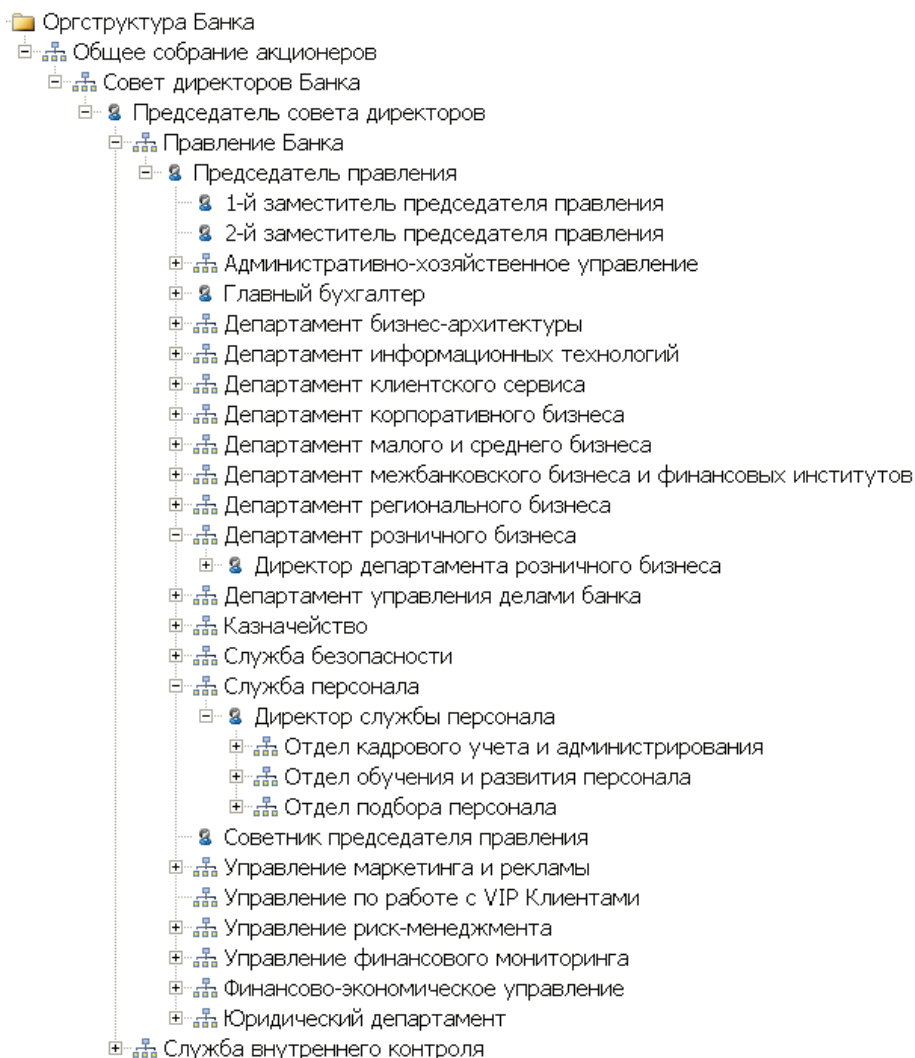 Оргструктура Банка
Общее собрание акционеров
Совет директоров Банка
Председатель совета директоров
Правление Банка
Председатель правления
1-й заместитель председателя правления
2-й заместитель председателя правления
Административно-хозяйственное управление
Главный бухгалтер
Департамент бизнес-архитектуры
Департамент информационных технологий
Департамент клиентского сервиса
Департамент корпоративного бизнеса
Департамент малого и среднего бизнеса
Департамент межбанковского бизнеса и финансовых институтов
Департамент регионального бизнеса
Департамент розничного бизнеса
Директор департамента розничного бизнеса
Департамент управления делами банка
Казначейство
Служба безопасности
Служба персонала
Директор службы персонала
Отдел кадрового учета и администрирования
Отдел обучения и развития персонала
Отдел подбора персонала
Советник председателя правления
Управление маркетинга и рекламы
Управление по работе с VIP Клиентами
Управление риск-менеджмента
Управление финансового мониторинга
Финансово-экономическое управление
Юридический департамент
Служба внутреннего контроля